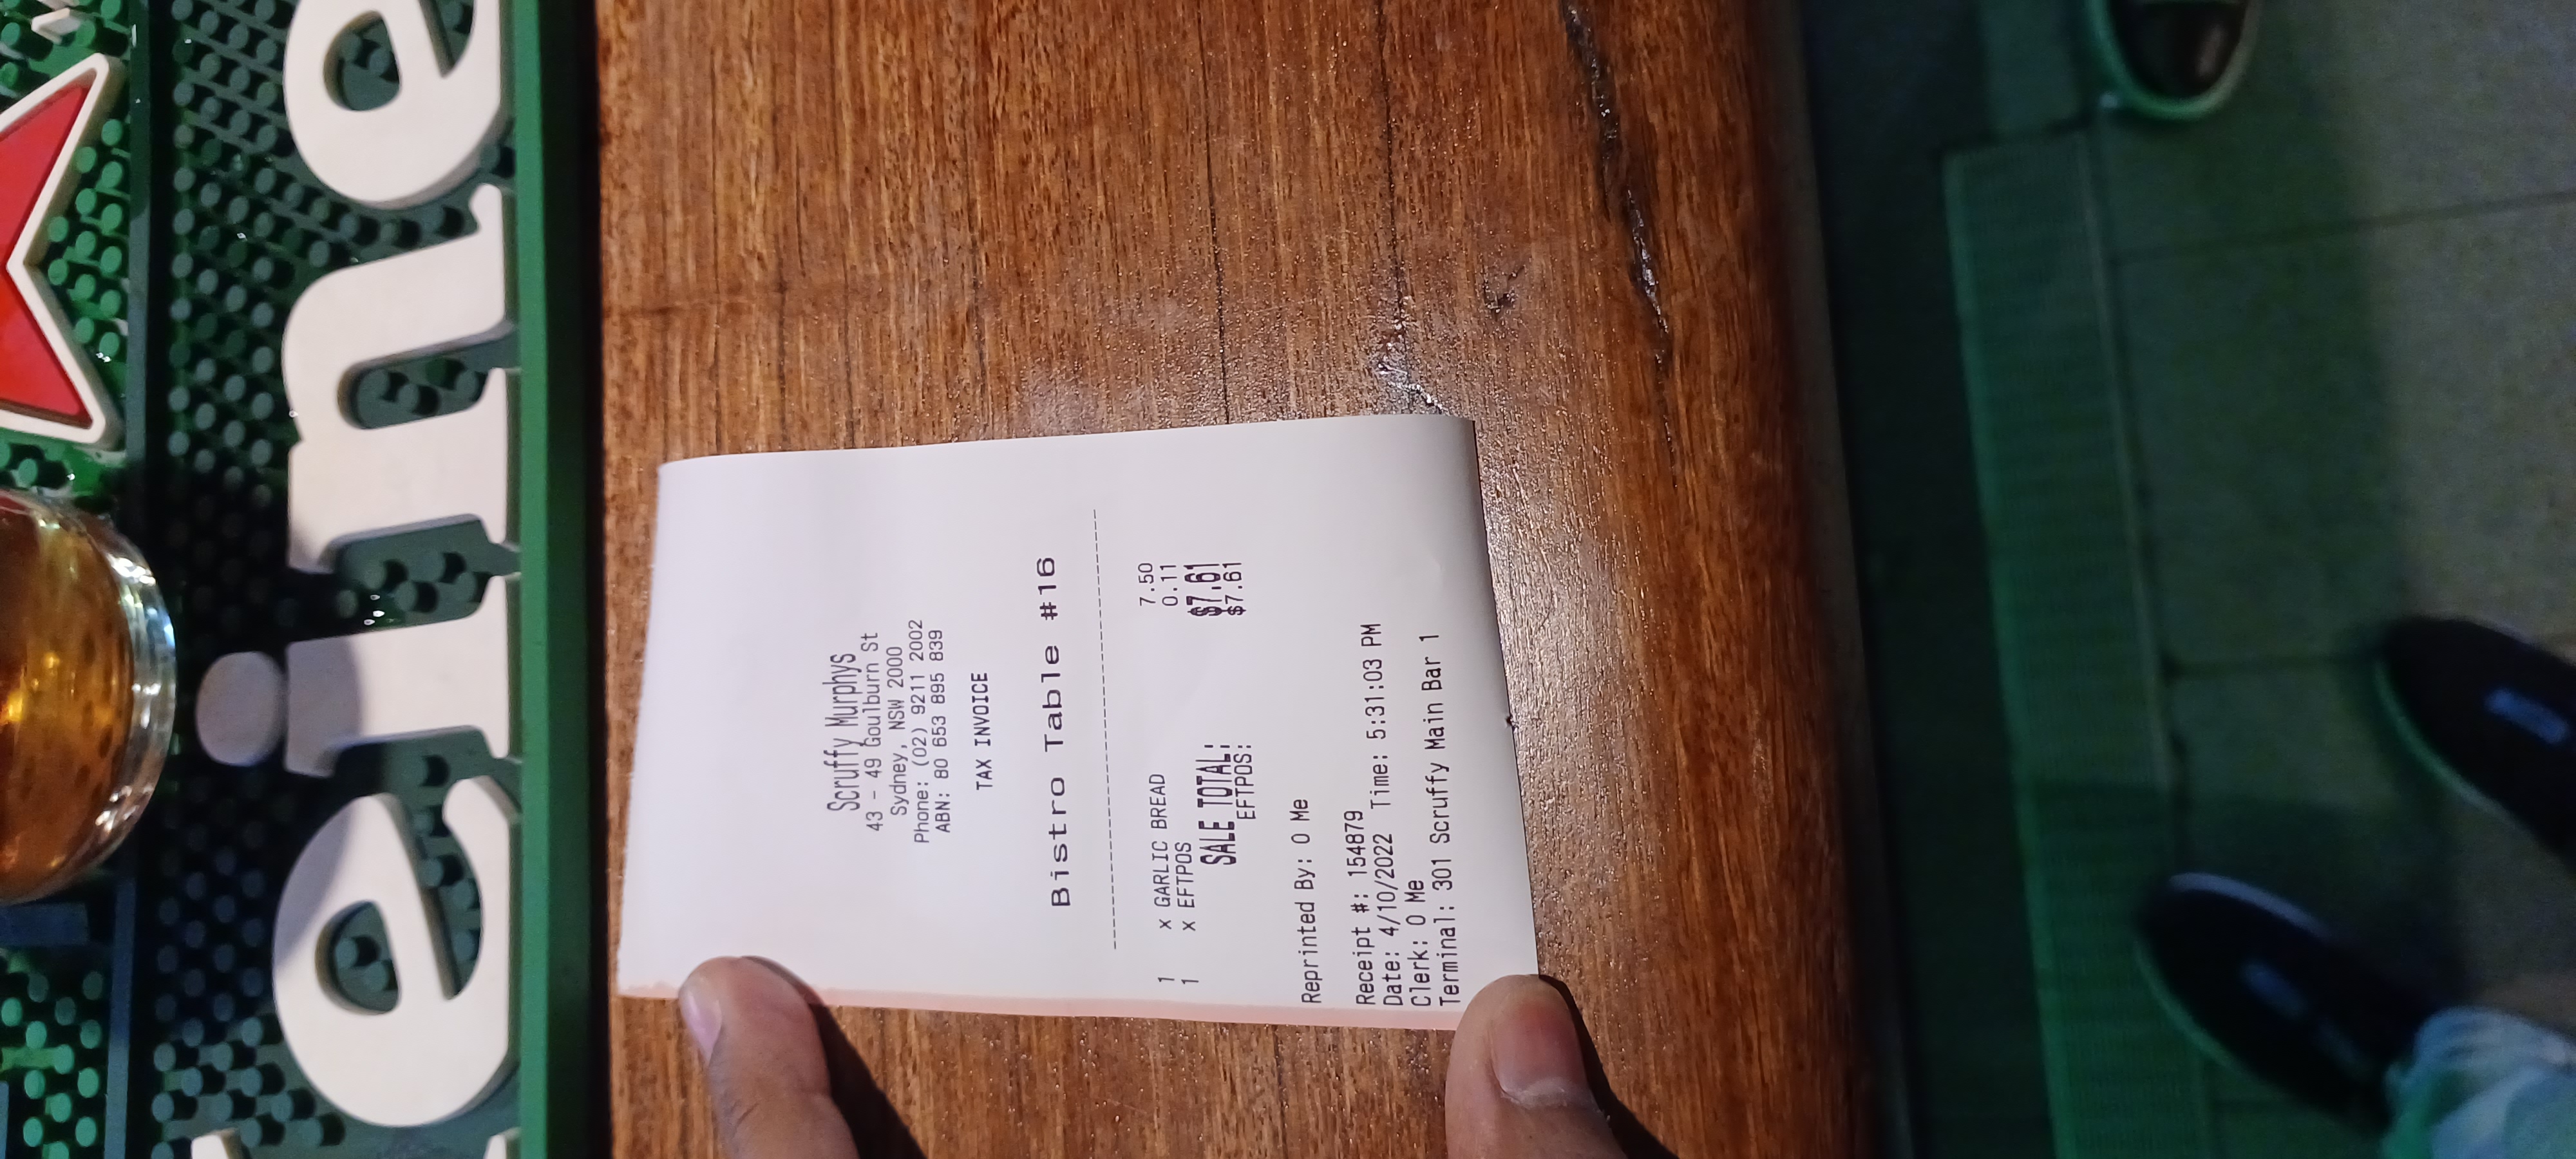 eine
Scruffy Murphys
43 - 49 Goulburn St
Sydney, NSW 2000
Phone: (02) 9211 2002
ABN: 80 653 895 839
TAX INVOICE
Bistro Table #16
1 x GARLIC BREAD 7.50
1 x EFTPOS 0.11
SALE TOTAL: $7.61
EFTPOS: $7.61
Reprinted By: 0 Me
Receipt #: 154879
Date: 4/10/2022 Time: 5:31:03 PM
Clerk: 0 Me
Terminal: 301 Scruffy Main Bar 1